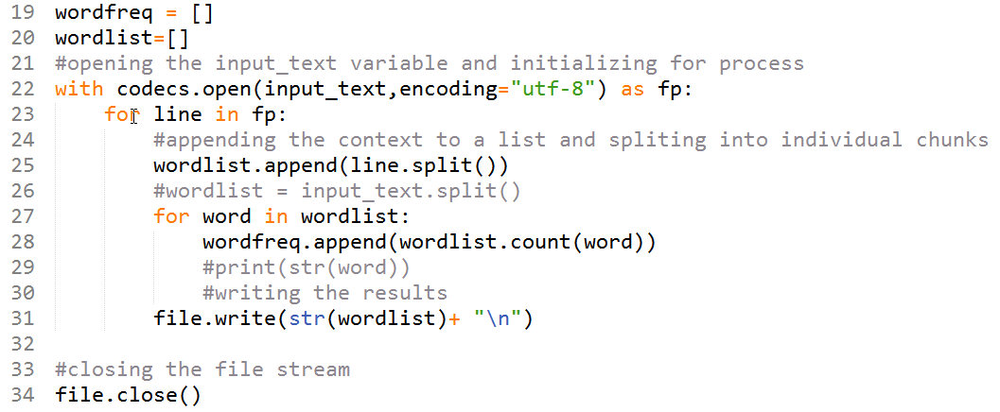 19 wordfreq = []
20 wordlist=[]
21 #opening the input_text variable and initializing for process
22 with codecs.open(input_text,encoding="utf-8") as fp:
23     for line in fp:
24         #appending the context to a list and spliting into individual chunks
25         wordlist.append(line.split())
26         #wordlist = input_text.split()
27         for word in wordlist:
28             wordfreq.append(wordlist.count(word))
29             #print(str(word))
30             #writing the results
31         file.write(str(wordlist)+ "\n")
32
33 #closing the file stream
34 file.close()